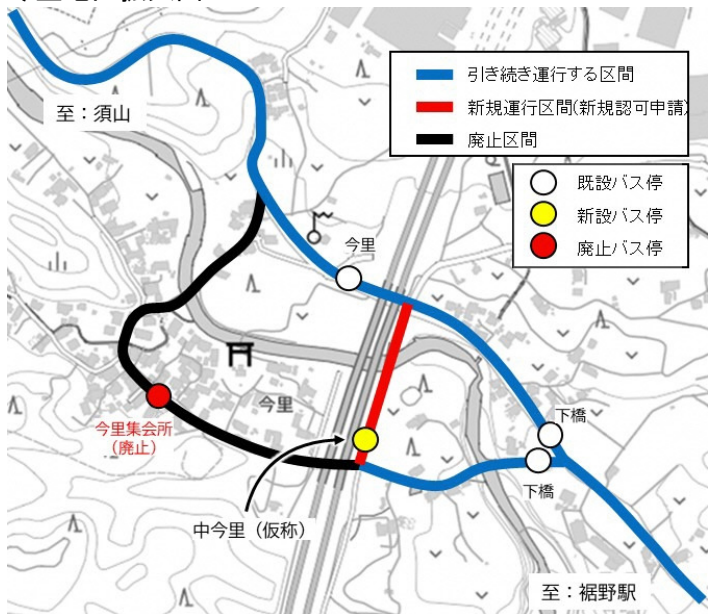 至：須山
引き続き運行する区間
新規運行区間(新規認可申請)
廃止区間
既設バス停
新設バス停
廃止バス停
今里
今里
今里集会所
（廃止）
下橋
下橋
中今里（仮称）
至：裾野駅